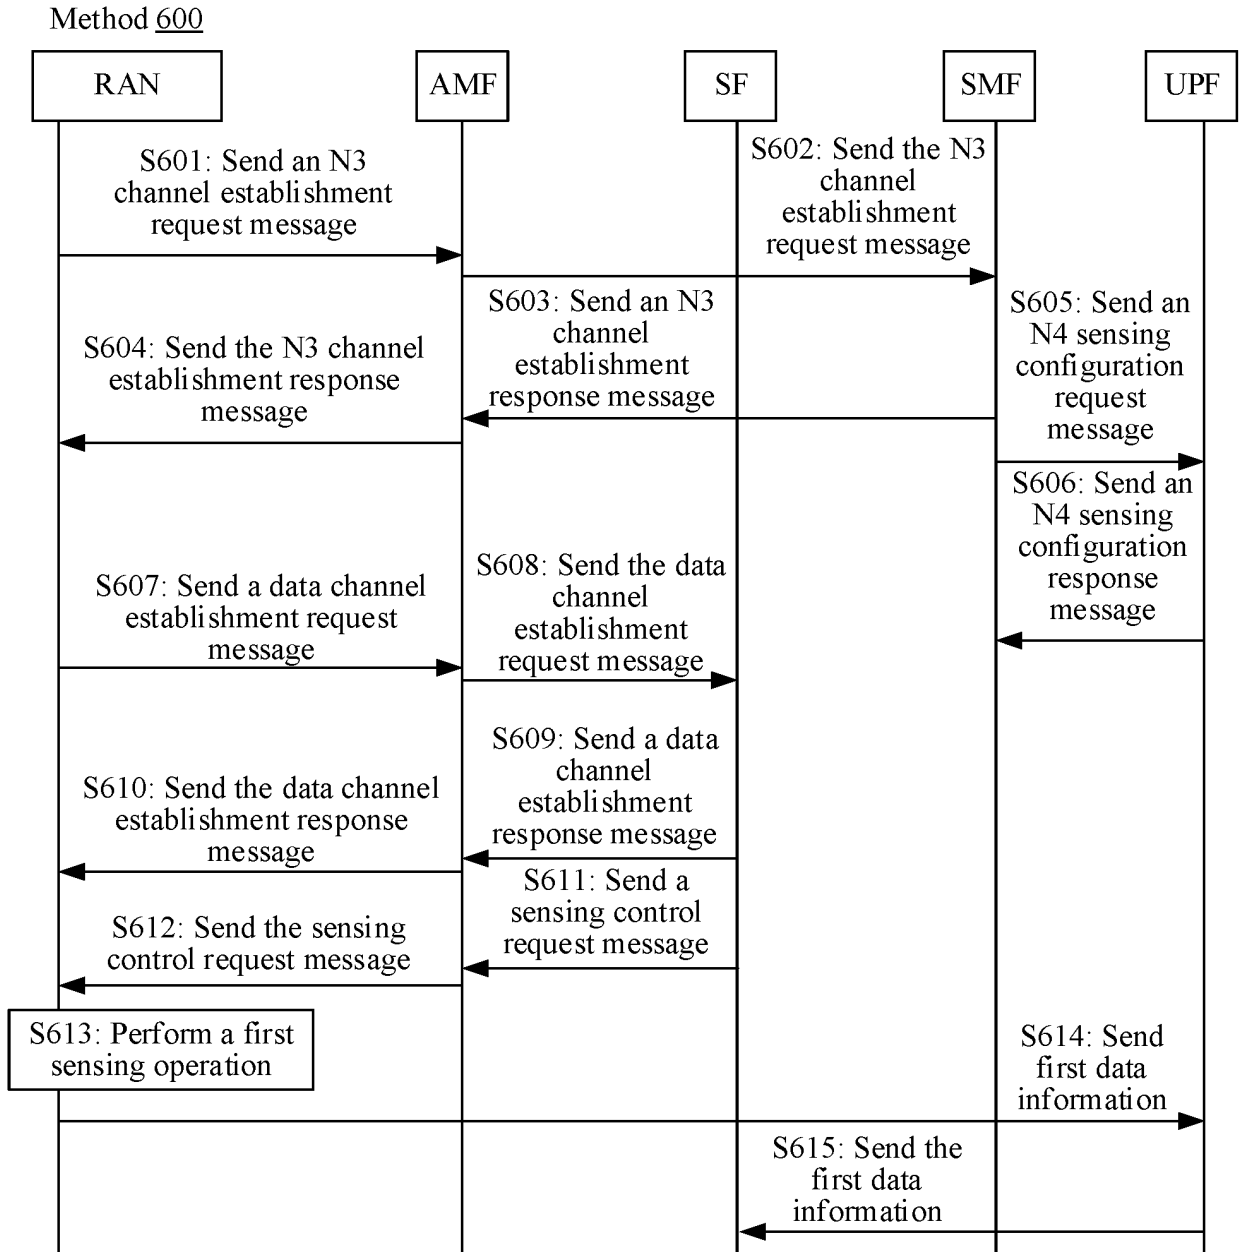 Method 600
RAN
AMF
SF
SMF
UPF
S601: Send an N3
channel establishment
request message
S602: Send the N3
channel
establishment
request message
S603: Send an N3
channel
establishment
response message
S604: Send the N3 channel
establishment response
message
S605: Send an
N4 sensing
configuration
request
message
S606: Send an
N4 sensing
configuration
response
message
S607: Send a data channel
establishment request
message
S608: Send the data
channel
establishment
request message
S609: Send a data
channel
establishment
response message
S610: Send the data channel
establishment response
message
S611: Send a
sensing control
request message
S612: Send the sensing
control request message
S613: Perform a first
sensing operation
S614: Send
first data
information
S615: Send the
first data
information